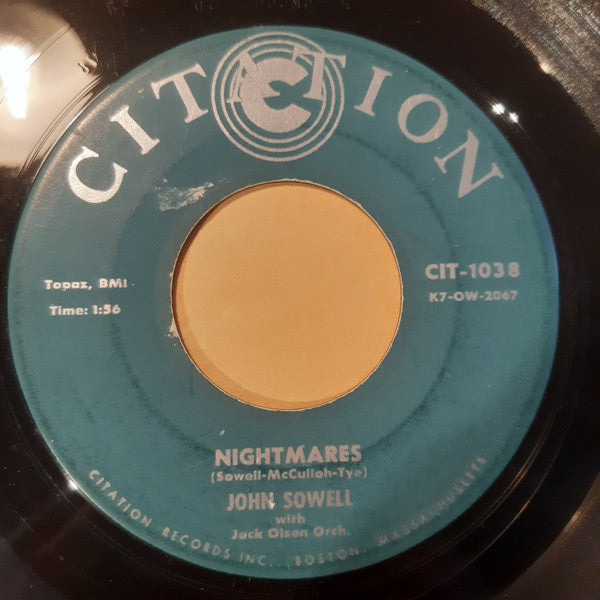 CITATION
C
Topaz, BMI
Time: 1:56
CIT-1038
K7-OW-2067
NIGHTMARES
(Sowell-McCulloh-Tye)
JOHN SOWELL
with
Jack Olsen Orch.
CITATION RECORDS INC., BOSTON, MASSACHUSETTS